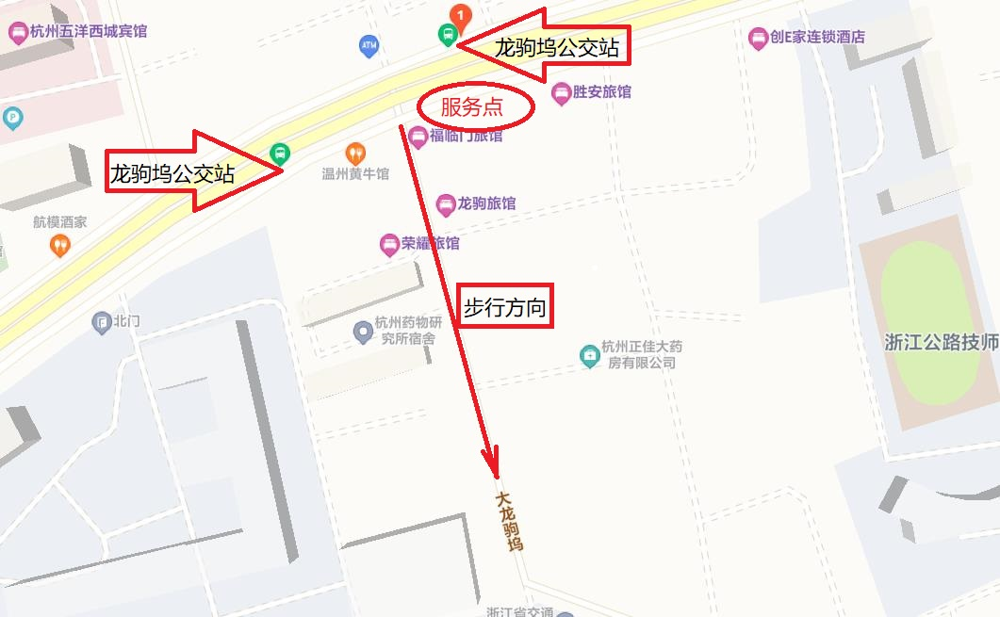 杭州五洋西城宾馆
1
ATM
龙驹坞公交站
创E家连锁酒店
P
服务点
胜安旅馆
福临门旅馆
龙驹坞公交站
温州黄牛馆
龙驹旅馆
航模酒家
荣耀旅馆
步行方向
北门
杭州药物研
究所宿舍
杭州正佳大药
房有限公司
浙江公路技师
大龙驹坞
浙江省交通